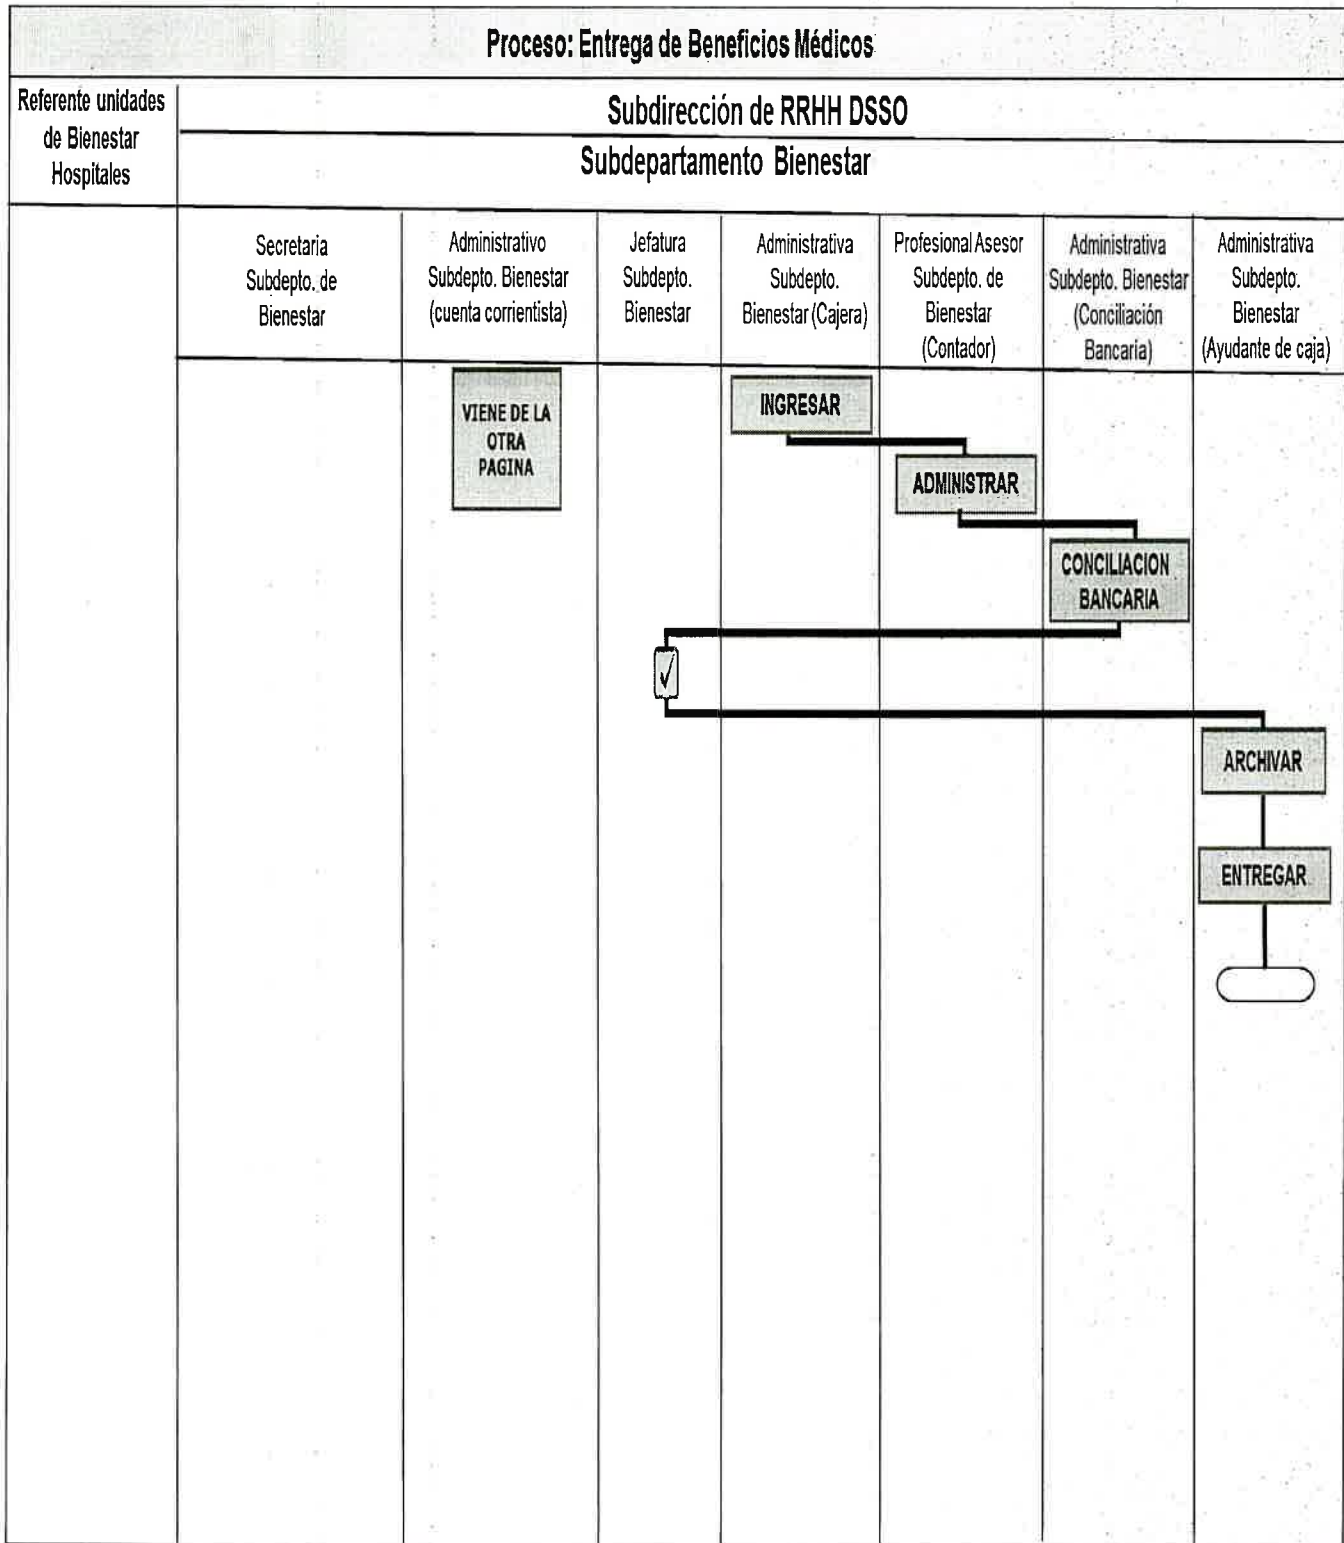 Proceso: Entrega de Beneficios Médicos
Referente unidades
de Bienestar
Hospitales
Subdirección de RRHH DSSO
Subdepartamento Bienestar
Secretaria
Subdepto. de
Bienestar
Administrativo
Subdepto. Bienestar
(cuenta corrientista)
Jefatura
Subdepto.
Bienestar
Administrativa
Subdepto.
Bienestar (Cajera)
Profesional Asesor
Subdepto. de
Bienestar
(Contador)
Administrativa
Subdepto. Bienestar
(Conciliación
Bancaria)
Administrativa
Subdepto.
Bienestar
(Ayudante de caja)
VIENE DE LA
OTRA
PAGINA
INGRESAR
ADMINISTRAR
CONCILIACION
BANCARIA
✓
ARCHIVAR
ENTREGAR